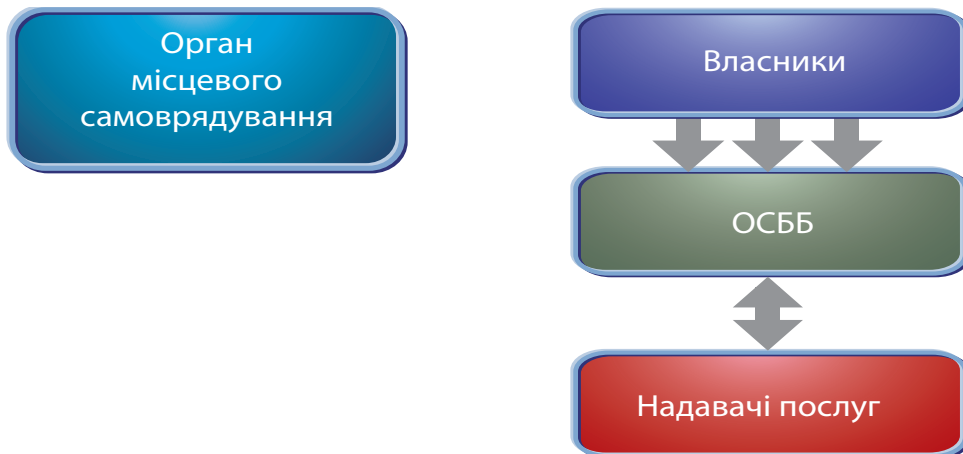 Орган
місцевого
самоврядування
Власники
ОСББ
Надавачі послуг